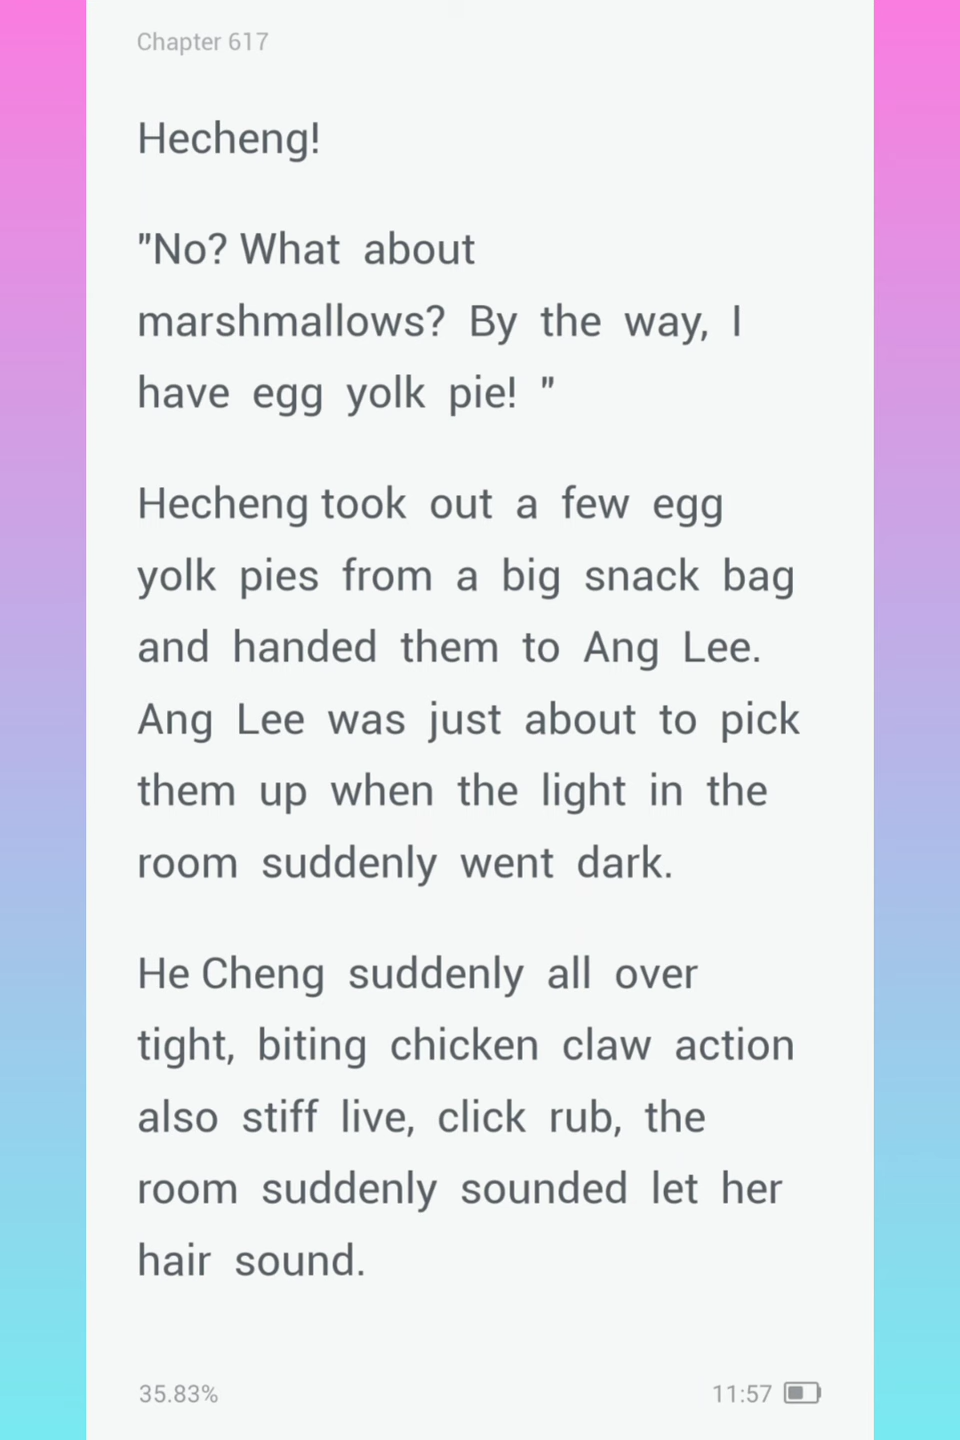 Chapter 617
Hecheng!
"No? What about
marshmallows? By the way, I
have egg yolk pie! "
Hecheng took out a few egg
yolk pies from a big snack bag
and handed them to Ang Lee.
Ang Lee was just about to pick
them up when the light in the
room suddenly went dark.
He Cheng suddenly all over
tight, biting chicken claw action
also stiff live, click rub, the
room suddenly sounded let her
hair sound.
35.83%
11:57